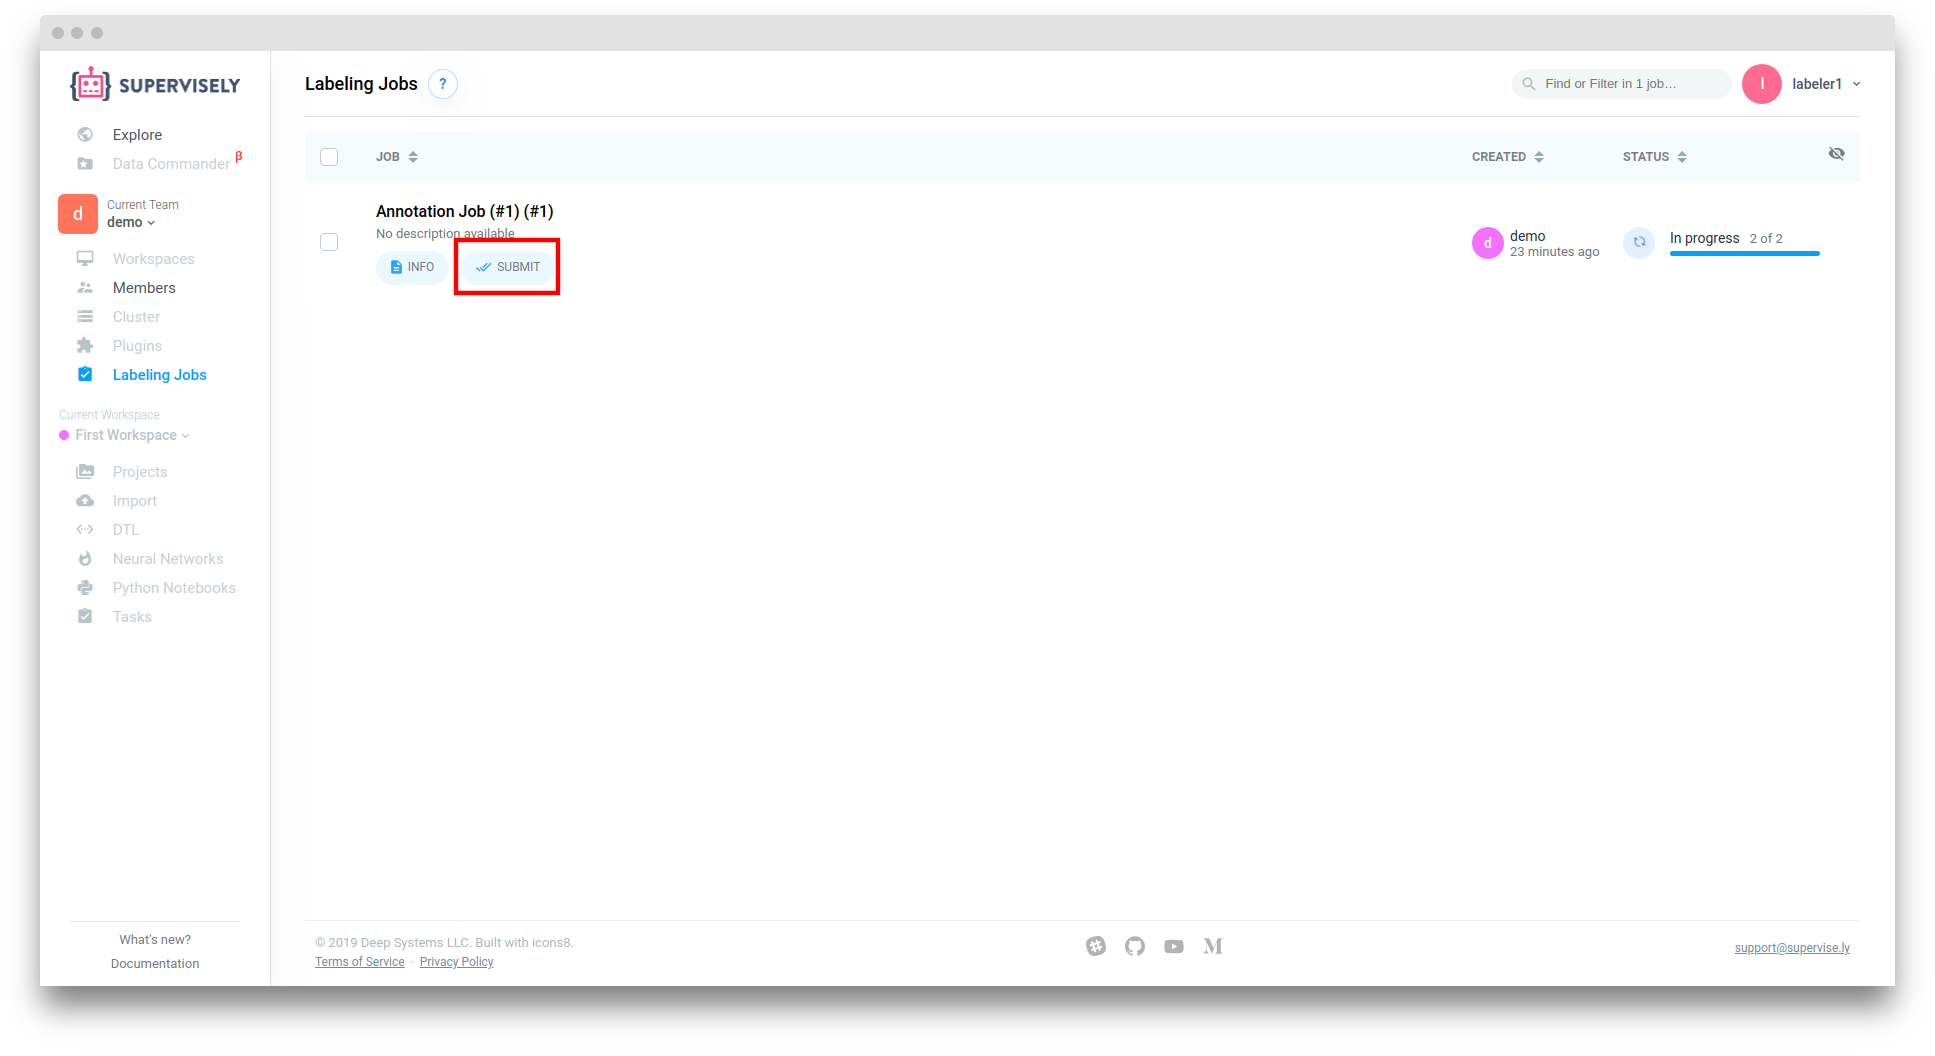 SUPERVISELY
Explore
Data Commander β
d
Current Team
demo
Workspaces
Members
Cluster
Plugins
Labeling Jobs
Current Workspace
First Workspace
Projects
Import
DTL
Neural Networks
Python Notebooks
Tasks
What's new?
Documentation
Labeling Jobs ?
Find or Filter in 1 job…
l labeler1
JOB CREATED STATUS
Annotation Job (#1) (#1)
No description available
INFO SUBMIT
d demo
23 minutes ago
In progress 2 of 2
© 2019 Deep Systems LLC. Built with icons8.
Terms of Service · Privacy Policy
support@supervise.ly